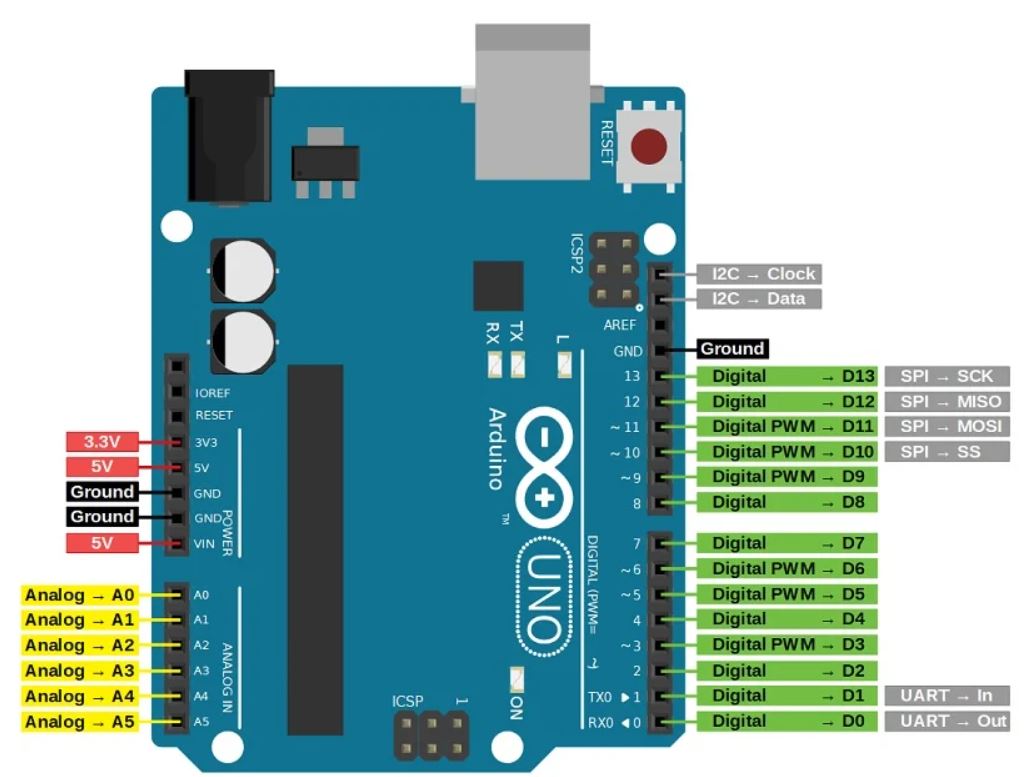 RESET
ICSP2
I2C → Clock
I2C → Data
AREF
GND
Ground
RX
TX
L
13
Digital → D13
SPI → SCK
12
Digital → D12
SPI → MISO
~ 11
Digital PWM → D11
SPI → MOSI
~ 10
Digital PWM → D10
SPI → SS
~ 9
Digital PWM → D9
8
Digital → D8
IOREF
RESET
3.3V
3V3
5V
5V
Ground
GND
Ground
GND
5V
VIN
POWER
Arduino
TM
UNO
DIGITAL (PWM= ~
7
Digital → D7
~ 6
Digital PWM → D6
~ 5
Digital PWM → D5
4
Digital → D4
~ 3
Digital PWM → D3
2
Digital → D2
TX0 ▶ 1
Digital → D1
UART → In
RX0 ◀ 0
Digital → D0
UART → Out
Analog → A0
A0
Analog → A1
A1
Analog → A2
A2
Analog → A3
A3
Analog → A4
A4
Analog → A5
A5
ANALOG IN
ON
ICSP
1